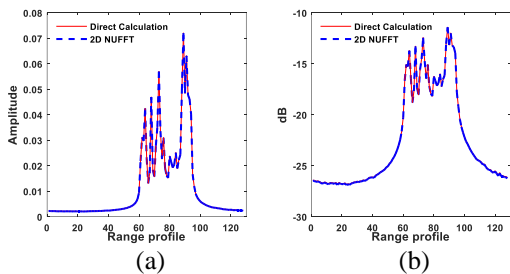 0.08
0.07
0.06
0.05
0.04
0.03
0.02
0.01
0
Amplitude
Direct Calculation
2D NUFFT
0 20 40 60 80 100 120
Range profile
(a)
-10
-15
-20
-25
-30
dB
Direct Calculation
2D NUFFT
0 20 40 60 80 100 120
Range profile
(b)